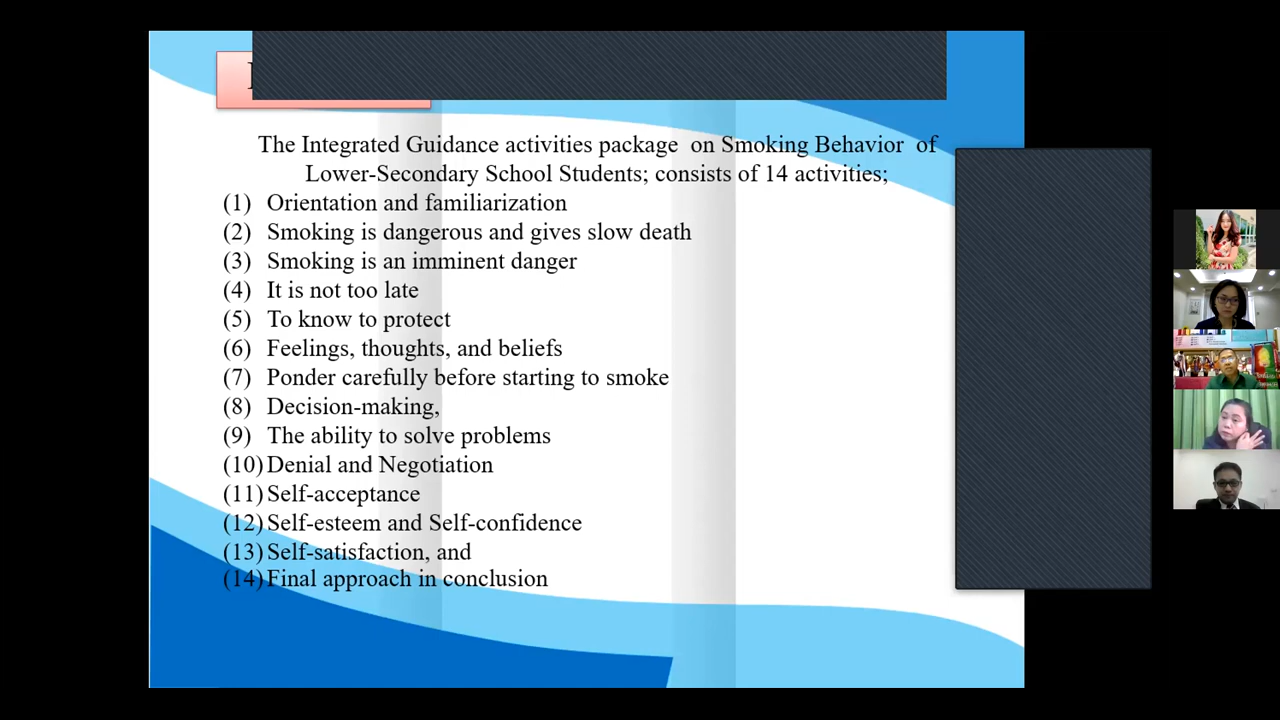 The Integrated Guidance activities package on Smoking Behavior of
Lower-Secondary School Students; consists of 14 activities;
(1) Orientation and familiarization
(2) Smoking is dangerous and gives slow death
(3) Smoking is an imminent danger
(4) It is not too late
(5) To know to protect
(6) Feelings, thoughts, and beliefs
(7) Ponder carefully before starting to smoke
(8) Decision-making,
(9) The ability to solve problems
(10) Denial and Negotiation
(11) Self-acceptance
(12) Self-esteem and Self-confidence
(13) Self-satisfaction, and
(14) Final approach in conclusion